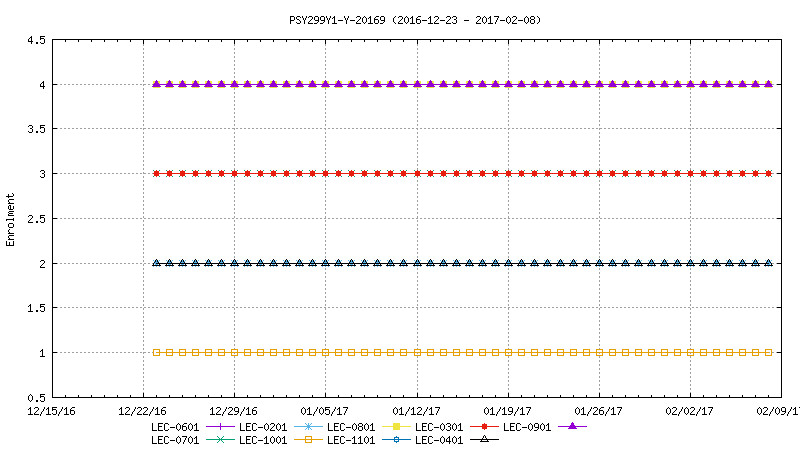 PSY299Y1-Y-20169 (2016-12-23 - 2017-02-08)
4.5
4
3.5
3
2.5
2
1.5
1
0.5
Enrolment
12/15/16 12/22/16 12/29/16 01/05/17 01/12/17 01/19/17 01/26/17 02/02/17 02/09/17
LEC-0601 LEC-0201 LEC-0801 LEC-0301 LEC-0901
LEC-0701 LEC-1001 LEC-1101 LEC-0401